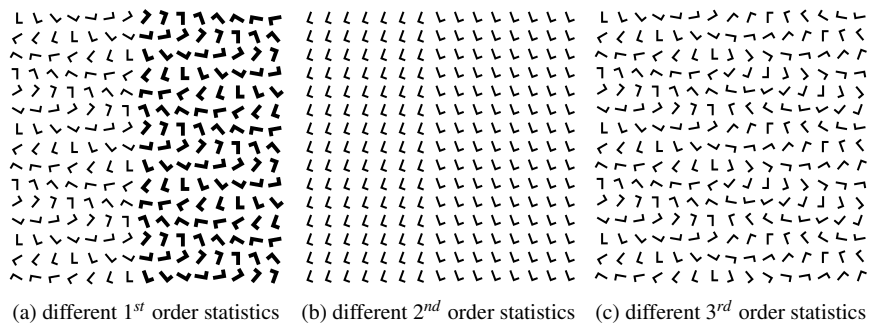 (a) different 1st order statistics (b) different 2nd order statistics (c) different 3rd order statistics